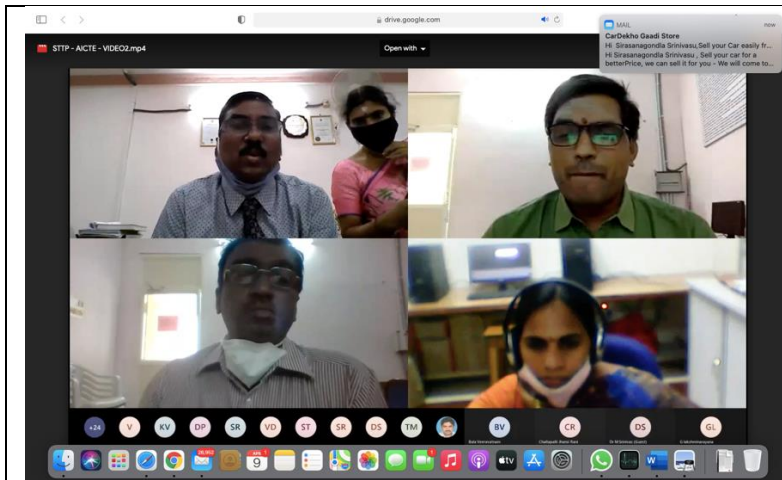 drive.google.com
MAIL
now
CarDekho Gaadi Store
Hi Sirasanagondla Srinivasu,Sell your Car easily fr...
Hi Sirasanagondla Srinivasu , Sell your car for a
betterPrice, we can sell it for you - We will come to...
STTP - AICTE - VIDEO2.mp4
Open with
+24
V
KV
DP
SR
VD
ST
SR
DS
TM
BV
CR
DS
GL
9
tv
W